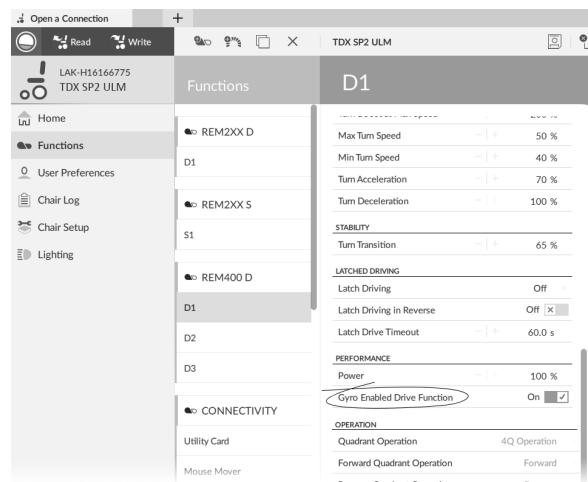 Open a Connection
+
Read
Write
TDX SP2 ULM
LAK-H16166775
TDX SP2 ULM
Functions
D1
Home
Functions
User Preferences
Chair Log
Chair Setup
Lighting
REM2XX D
D1
REM2XX S
S1
REM400 D
D1
D2
D3
CONNECTIVITY
Utility Card
Mouse Mover
Max Turn Speed - + 50 %
Min Turn Speed - + 40 %
Turn Acceleration - + 70 %
Turn Deceleration - 100 %
STABILITY
Turn Transition - + 65 %
LATCHED DRIVING
Latch Driving Off
Latch Driving in Reverse Off
Latch Drive Timeout - + 60.0 s
PERFORMANCE
Power - 100 %
Gyro Enabled Drive Function On
OPERATION
Quadrant Operation 4Q Operation
Forward Quadrant Operation Forward